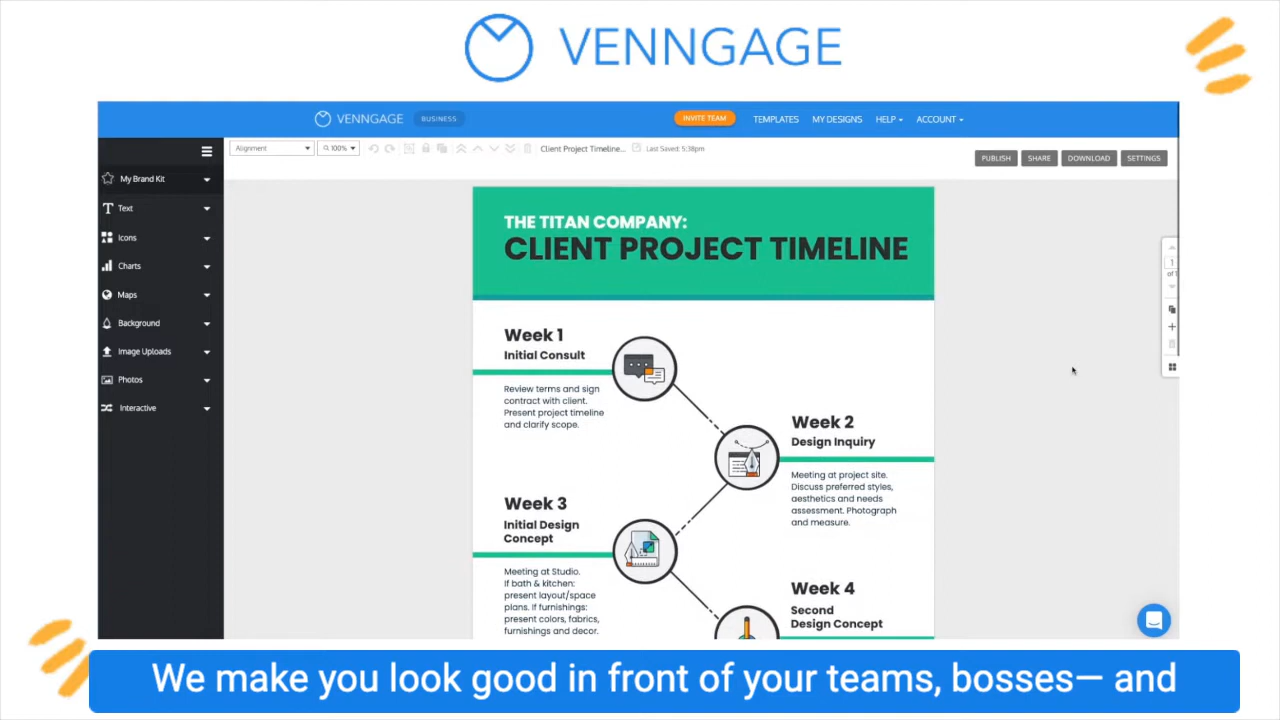 VENNGAGE
VENNGAGE BUSINESS INVITE TEAM TEMPLATES MY DESIGNS HELP ACCOUNT
Alignment 100% Client Project Timeline... Last Saved: 5:38pm
PUBLISH SHARE DOWNLOAD SETTINGS
My Brand Kit
Text
Icons
Charts
Maps
Background
Image Uploads
Photos
Interactive
THE TITAN COMPANY:
CLIENT PROJECT TIMELINE
Week 1
Initial Consult
Review terms and sign
contract with client.
Present project timeline
and clarify scope.
Week 2
Design Inquiry
Meeting at project site.
Discuss preferred styles,
aesthetics and needs
assessment. Photograph
and measure.
Week 3
Initial Design
Concept
Meeting at Studio.
If bath & kitchen:
present layout/space
plans. If furnishings:
present colors, fabrics,
furnishings and decor.
Week 4
Second
Design Concept
1
We make you look good in front of your teams, bosses— and